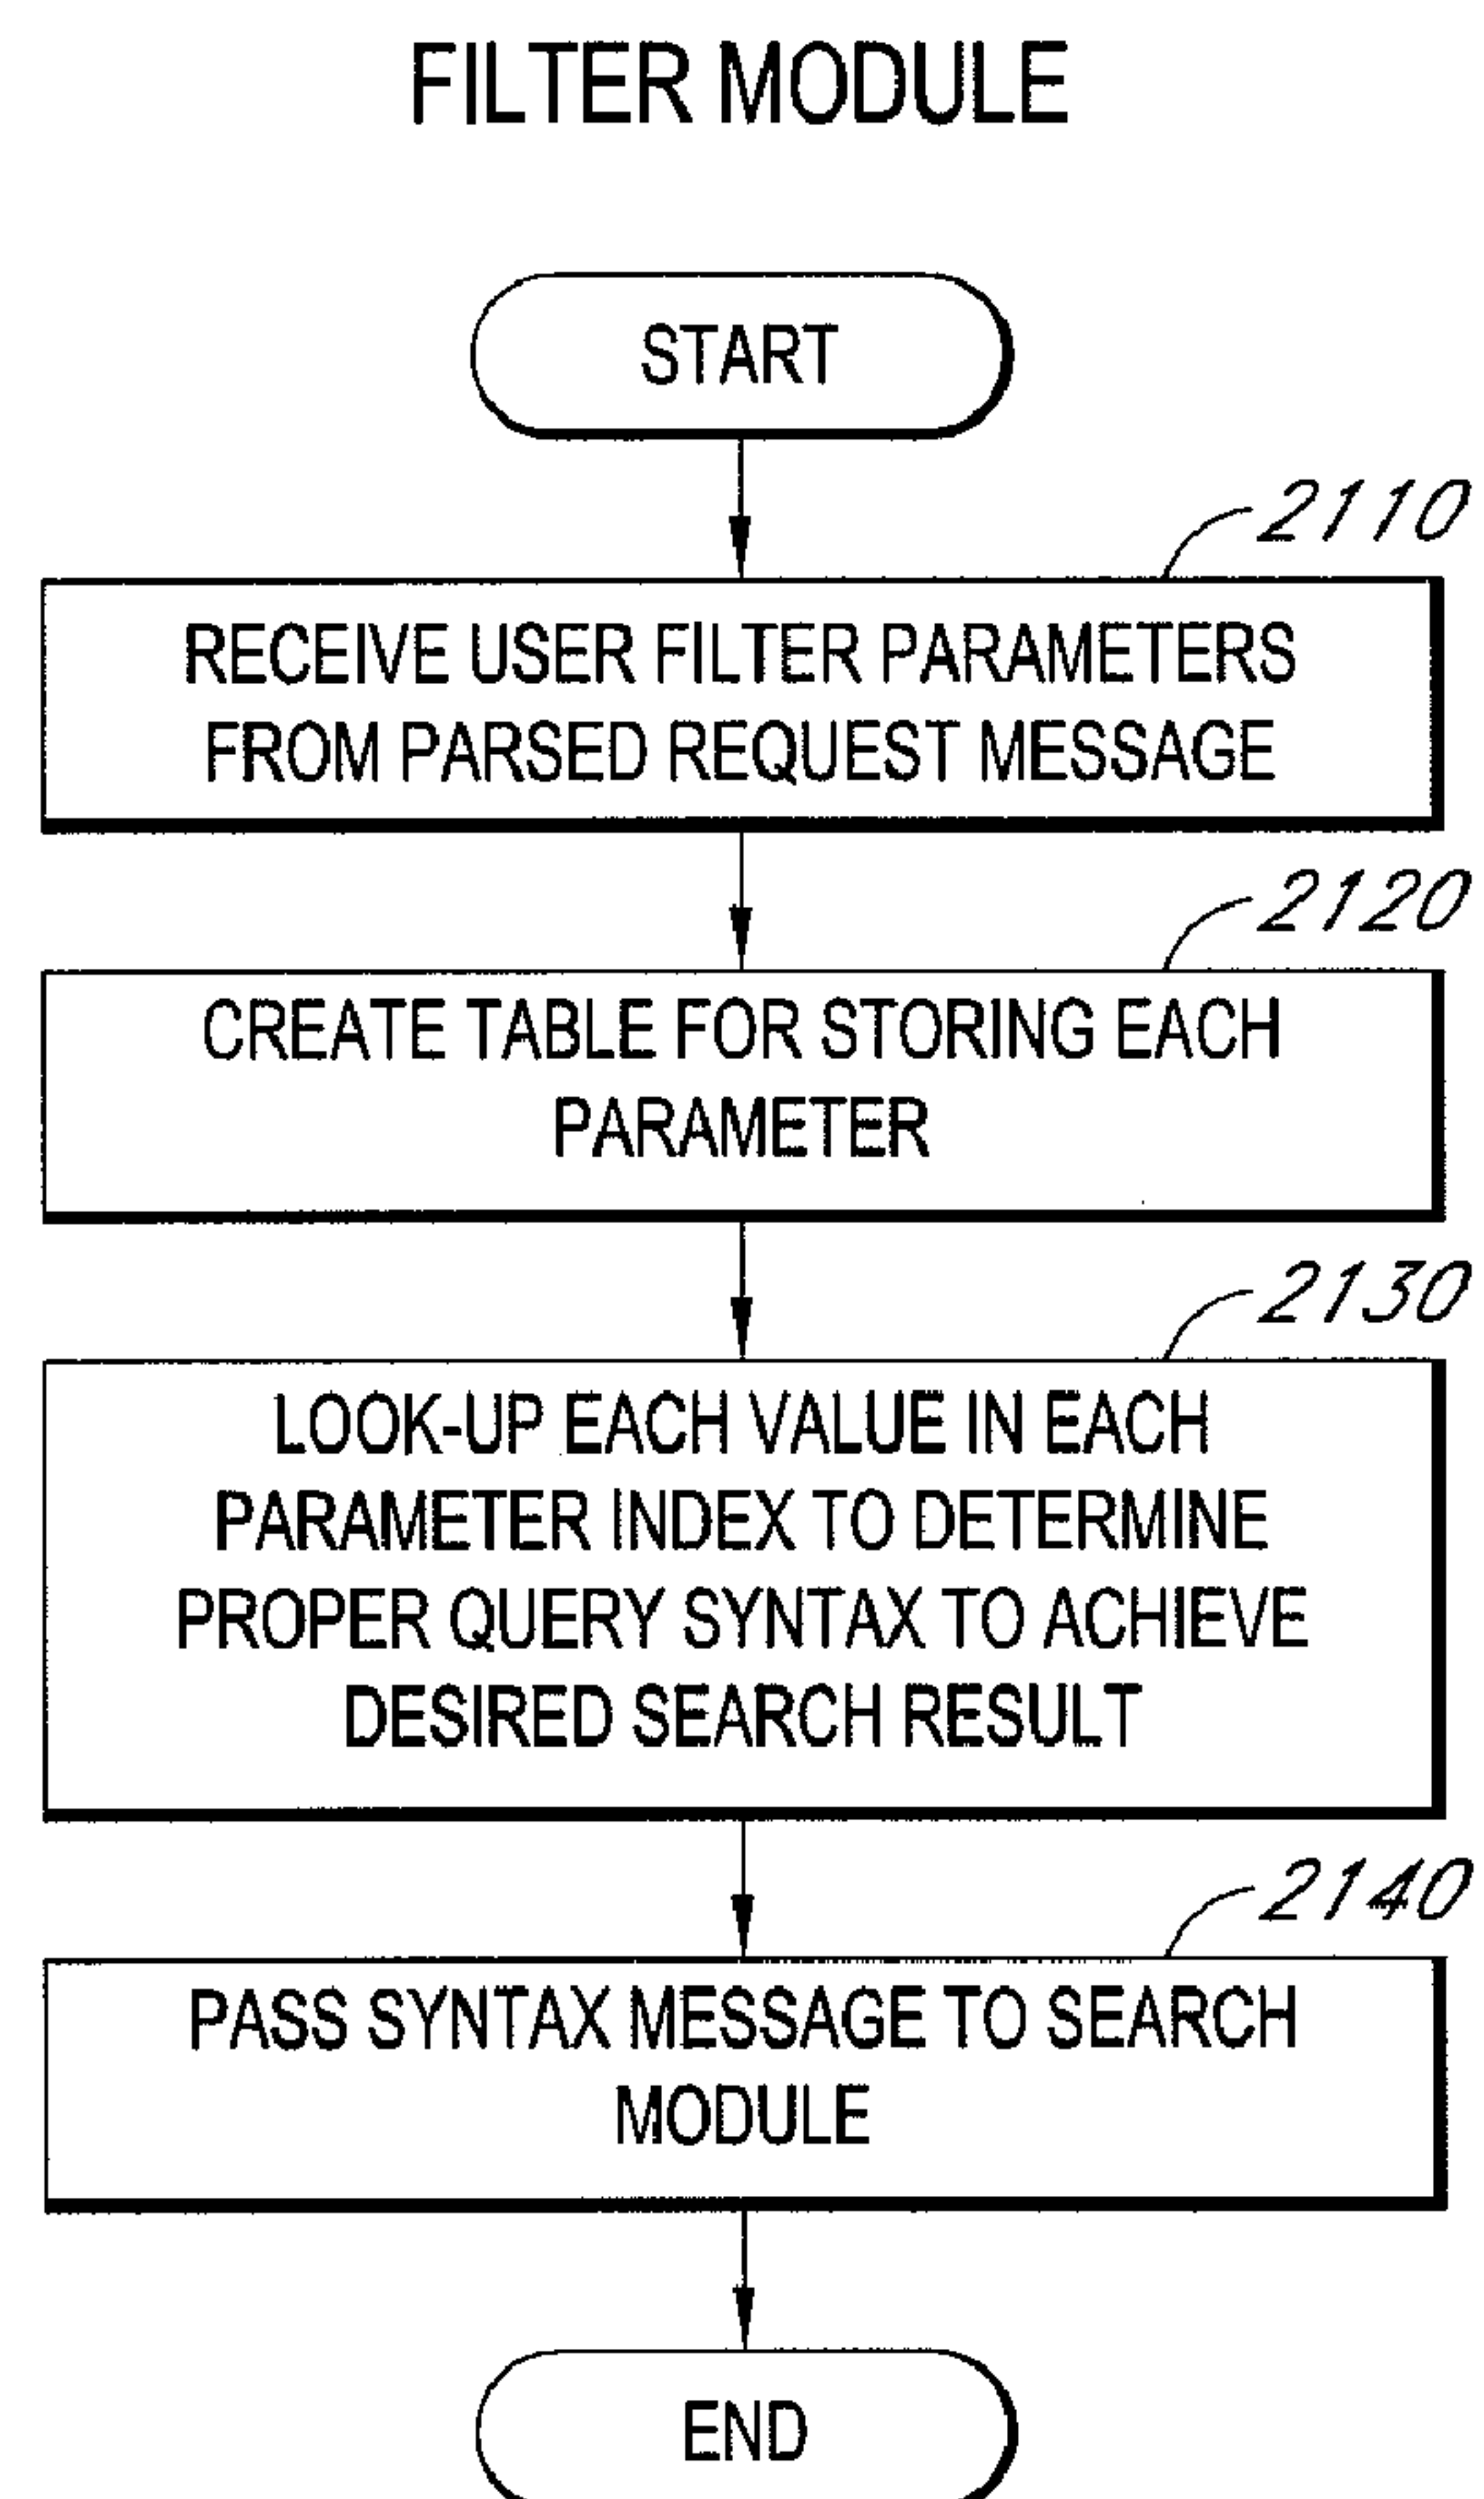 FILTER MODULE
START
2110
RECEIVE USER FILTER PARAMETERS
FROM PARSED REQUEST MESSAGE
2120
CREATE TABLE FOR STORING EACH
PARAMETER
2130
LOOK-UP EACH VALUE IN EACH
PARAMETER INDEX TO DETERMINE
PROPER QUERY SYNTAX TO ACHIEVE
DESIRED SEARCH RESULT
2140
PASS SYNTAX MESSAGE TO SEARCH
MODULE
END